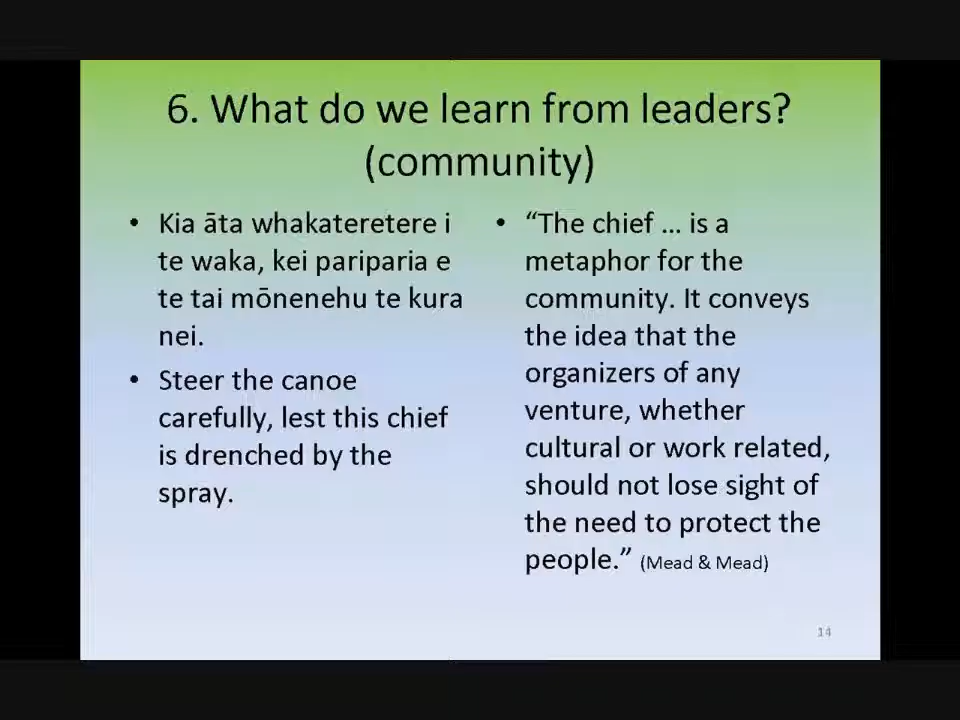 6. What do we learn from leaders?
(community)
• Kia āta whakateretere i
te waka, kei pariparia e
te tai mōnenehu te kura
nei.
• Steer the canoe
carefully, lest this chief
is drenched by the
spray.
• “The chief ... is a
metaphor for the
community. It conveys
the idea that the
organizers of any
venture, whether
cultural or work related,
should not lose sight of
the need to protect the
people.” (Mead & Mead)
14